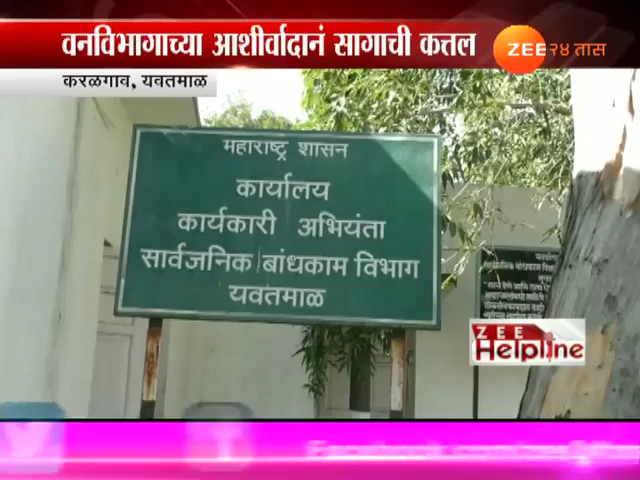 वनविभागाच्या आशीर्वादानं सागाची कत्तल
ZEE २४ तास
करळगाव, यवतमाळ
महाराष्ट्र शासन
कार्यालय
कार्यकारी अभियंता
सार्वजनिक बांधकाम विभाग
यवतमाळ
ZEE
Helpline